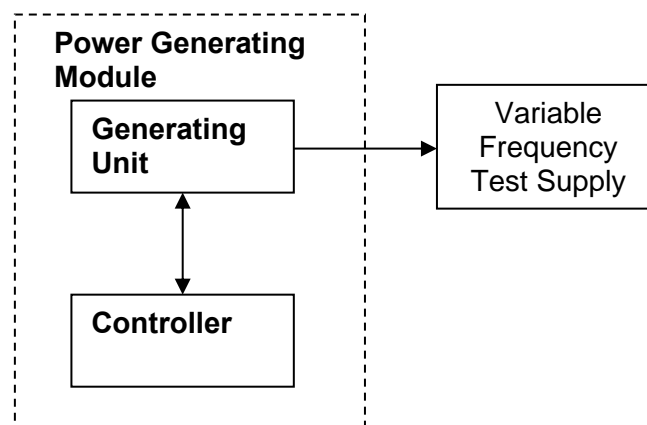 Power Generating
Module
Generating
Unit
Variable
Frequency
Test Supply
Controller